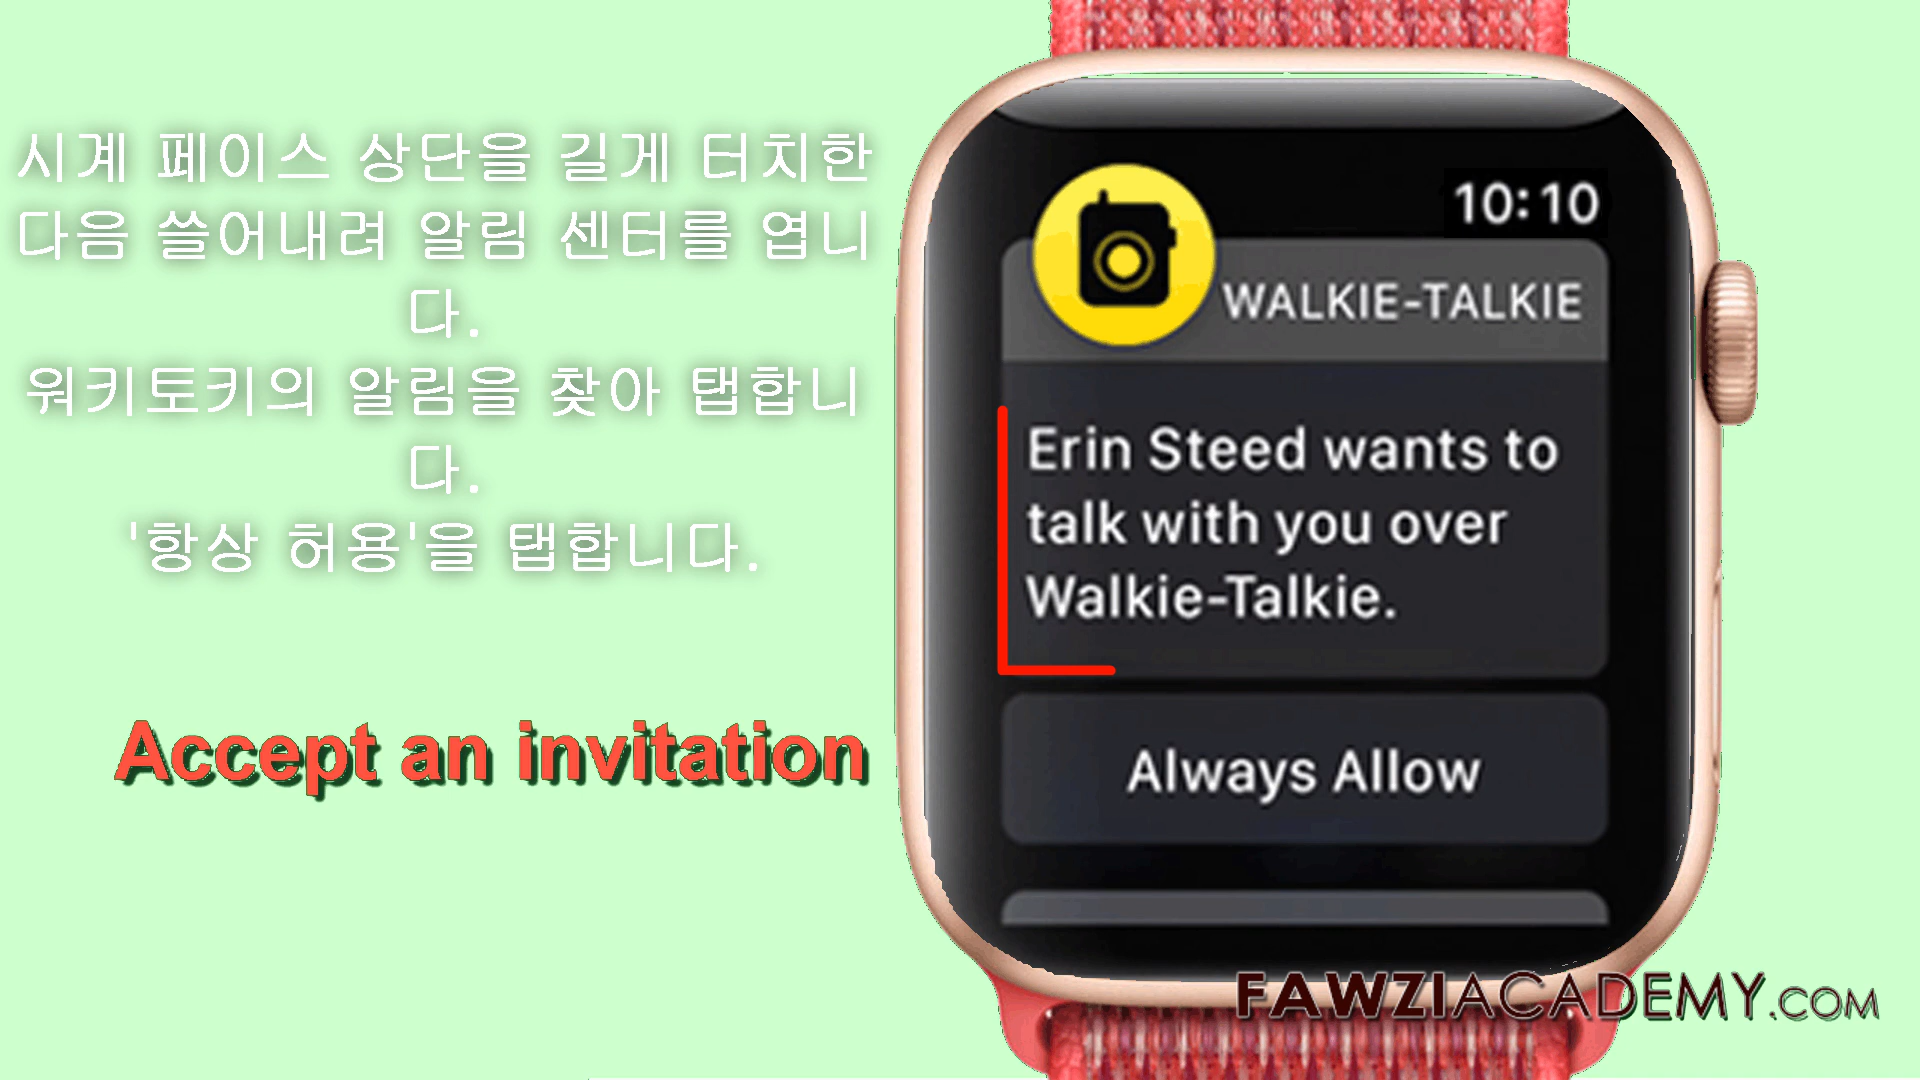 시계 페이스 상단을 길게 터치한
다음 쓸어내려 알림 센터를 엽니
다.
워키토키의 알림을 찾아 탭합니
다.
'항상 허용'을 탭합니다.
Accept an invitation
10:10
WALKIE-TALKIE
Erin Steed wants to
talk with you over
Walkie-Talkie.
Always Allow
FAWZIACADEMY.COM